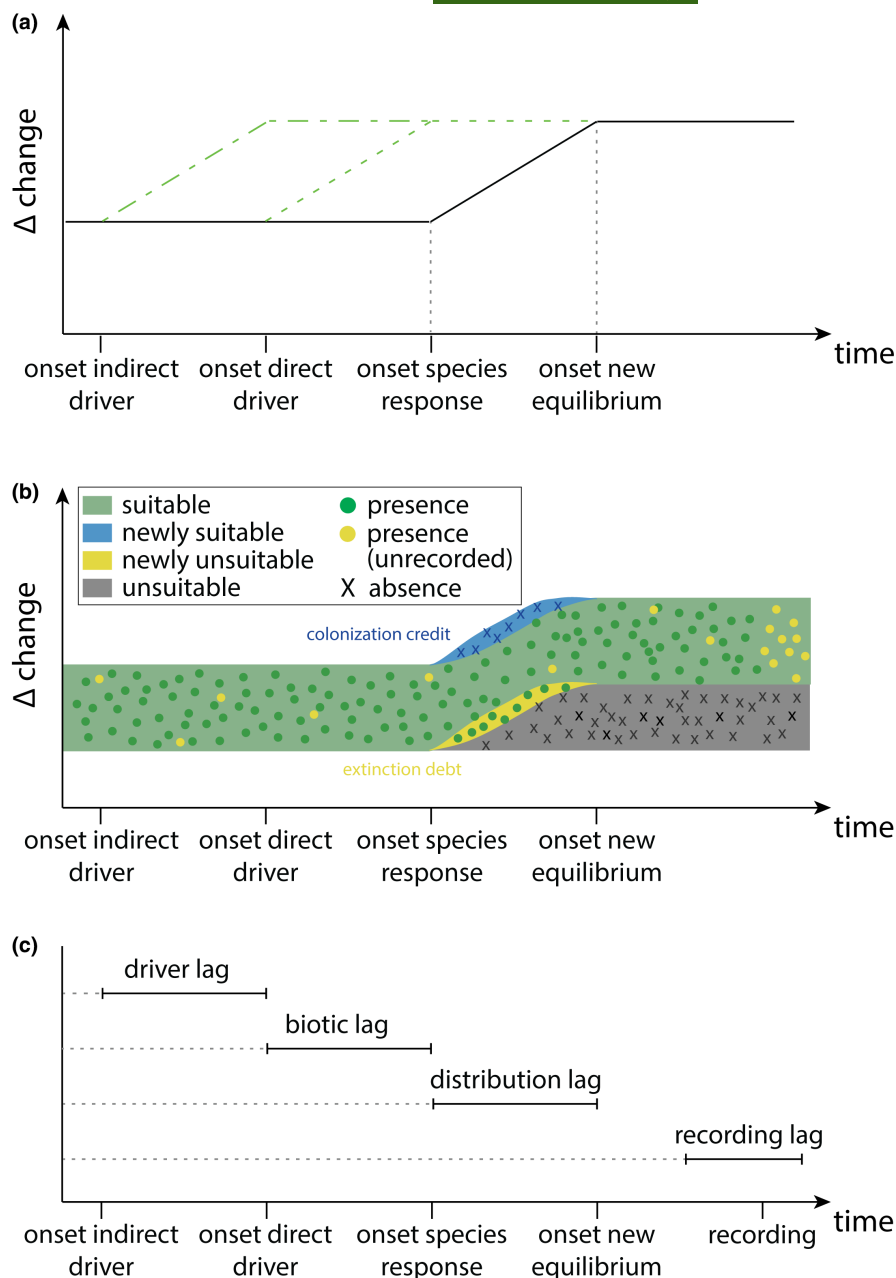 (a)
Δ change
time
onset indirect
driver
onset direct
driver
onset species
response
onset new
equilibrium
(b)
suitable
newly suitable
newly unsuitable
unsuitable
presence
presence
(unrecorded)
X absence
colonization credit
extinction debt
Δ change
time
onset indirect
driver
onset direct
driver
onset species
response
onset new
equilibrium
(c)
driver lag
biotic lag
distribution lag
recording lag
time
onset indirect
driver
onset direct
driver
onset species
response
onset new
equilibrium
recording